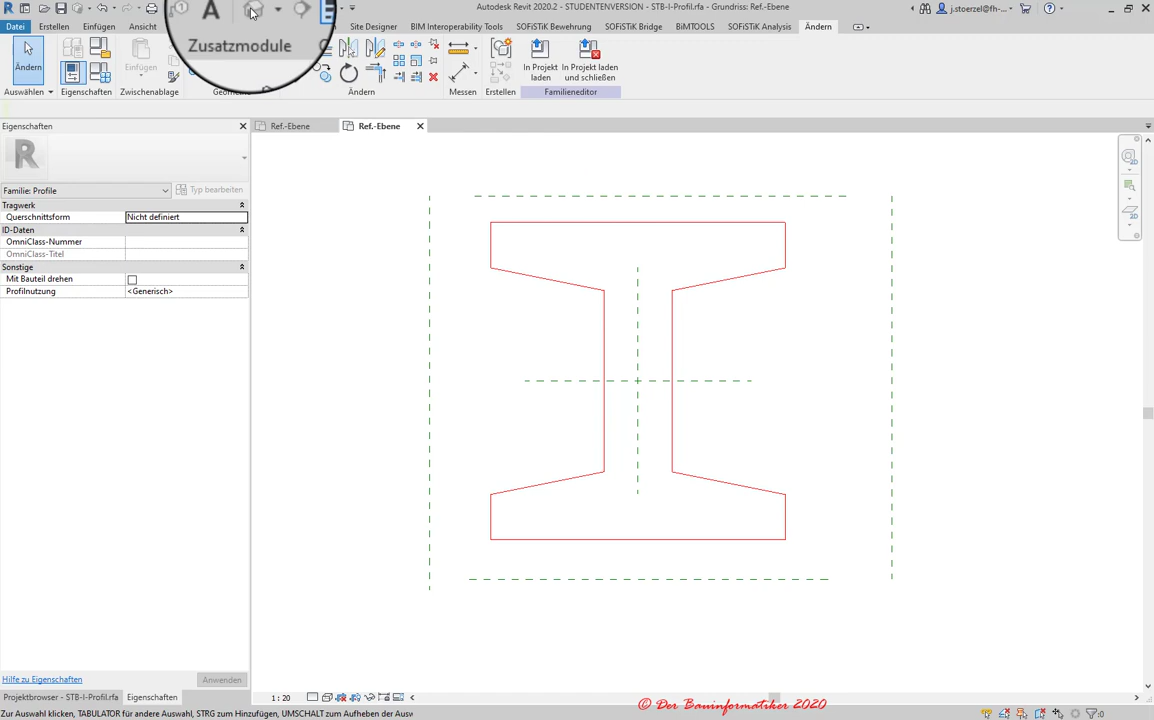 Autodesk Revit 2020.2 - STUDENTENVERSION - STB-I-Profil.rfa - Grundriss: Ref.-Ebene
j.stoerzel@fh-...
Datei Erstellen Einfügen Ansicht Site Designer BIM Interoperability Tools SOFiSTiK Bewehrung SOFiSTiK Bridge BiMTOOLS SOFiSTiK Analysis Ändern
A
Zusatzmodule
Ändern Einfügen In Projekt laden In Projekt laden und schließen
Auswählen Eigenschaften Zwischenablage Ändern Messen Erstellen Familieneditor
Eigenschaften
Ref.-Ebene Ref.-Ebene
R
Familie: Profile Typ bearbeiten
Tragwerk
Querschnittsform Nicht definiert
ID-Daten
OmniClass-Nummer
OmniClass-Titel
Sonstige
Mit Bauteil drehen
Profilnutzung <Generisch>
2D
2D
Hilfe zu Eigenschaften Anwenden
Projektbrowser - STB-I-Profil.rfa Eigenschaften
1 : 20
© Der Bauinformatiker 2020
Zur Auswahl klicken, TABULATOR für andere Auswahl, STRG zum Hinzufügen, UMSCHALT zum Aufheben der Ausw
:0